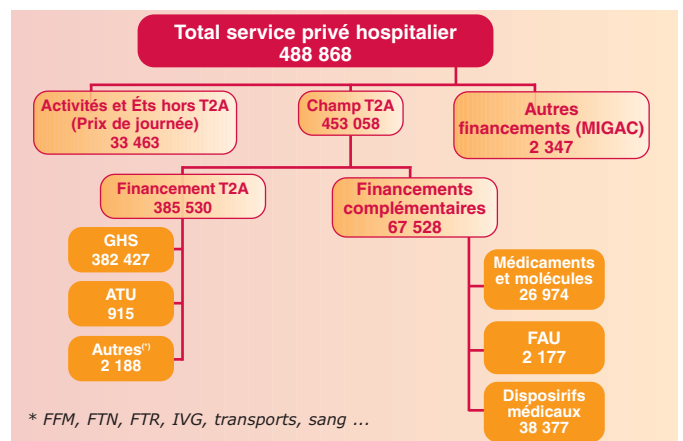 Total service privé hospitalier
488 868
Activités et Éts hors T2A
(Prix de journée)
33 463
Champ T2A
453 058
Autres
financements (MIGAC)
2 347
Financement T2A
385 530
Financements
complémentaires
67 528
GHS
382 427
ATU
915
Autres(*)
2 188
Médicaments
et molécules
26 974
FAU
2 177
Disposirifs
médicaux
38 377
* FFM, FTN, FTR, IVG, transports, sang ...